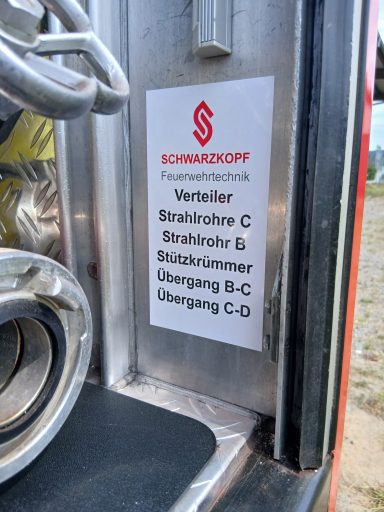 SCHWARZKOPF
Feuerwehrtechnik
Verteiler
Strahlrohre C
Strahlrohr B
Stützkrümmer
Übergang B-C
Übergang C-D